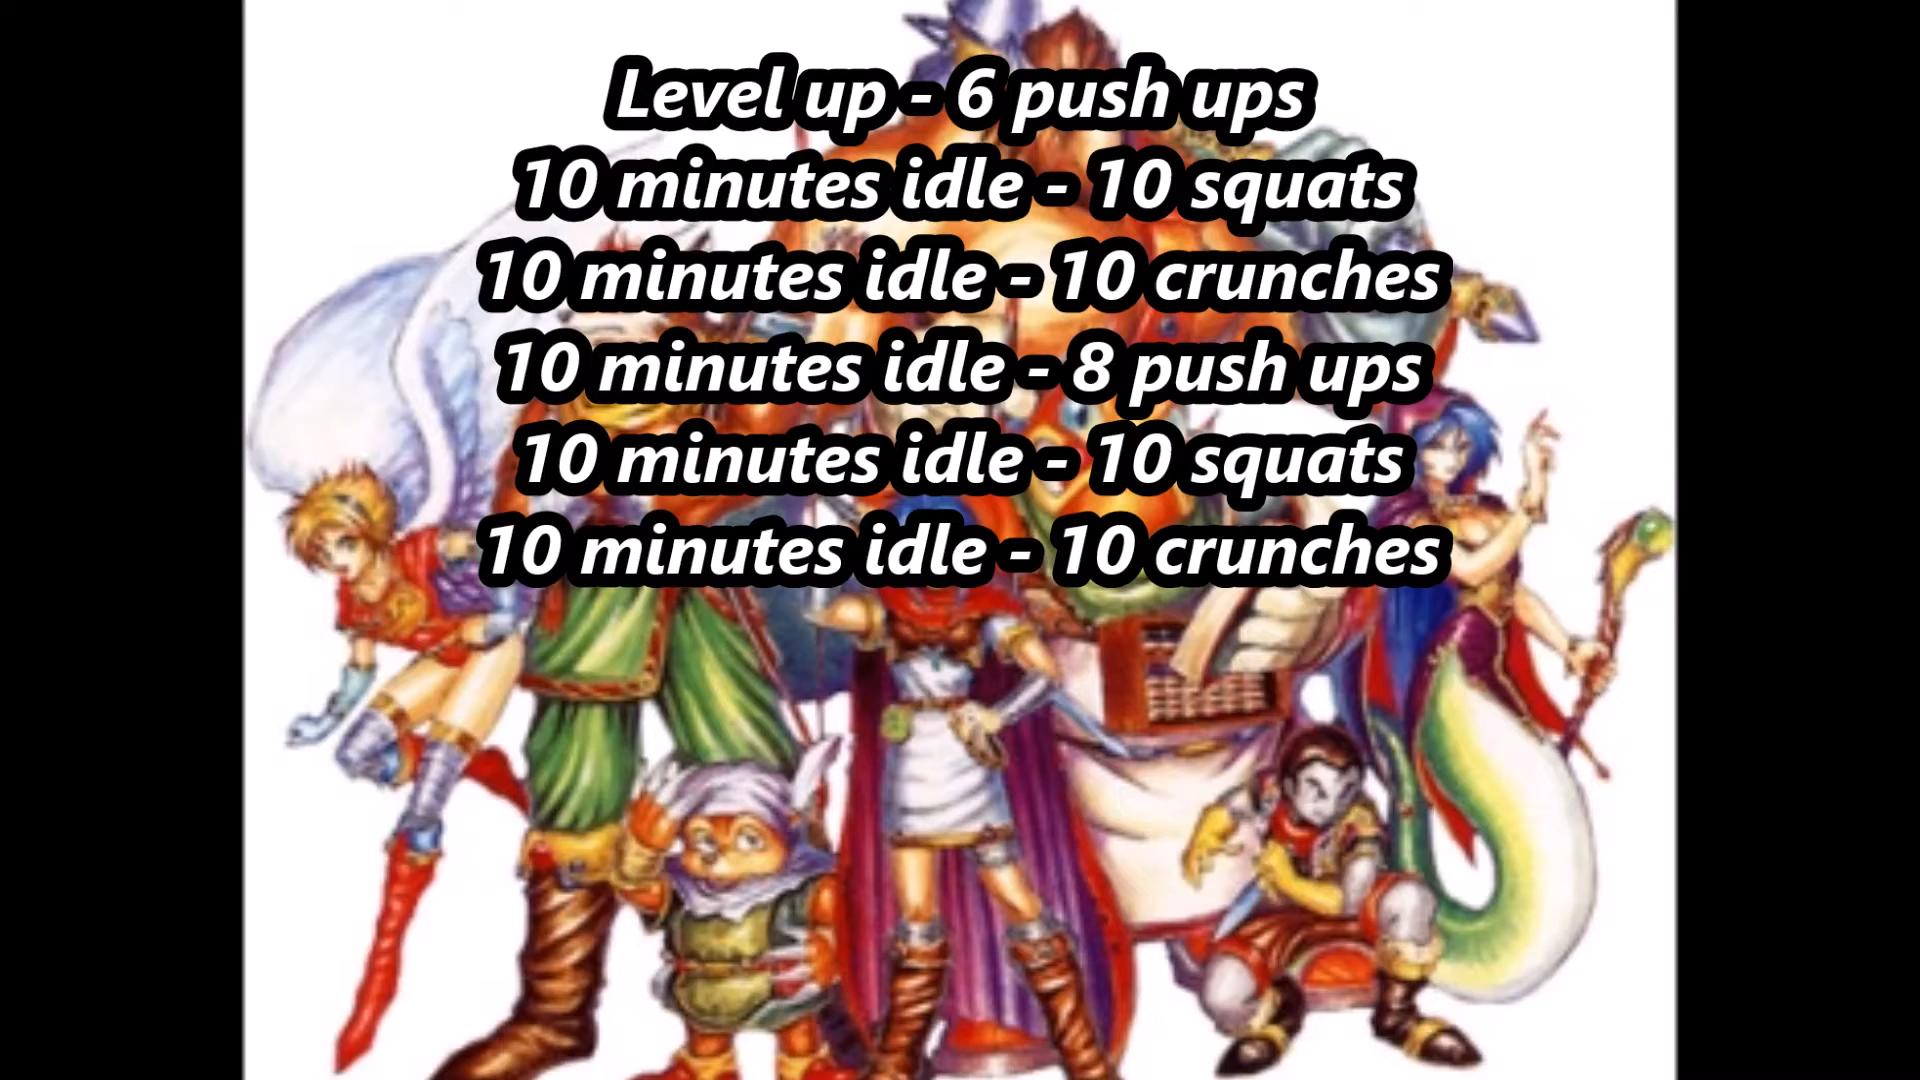 Level up - 6 push ups
10 minutes idle - 10 squats
10 minutes idle - 10 crunches
10 minutes idle - 8 push ups
10 minutes idle - 10 squats
10 minutes idle - 10 crunches